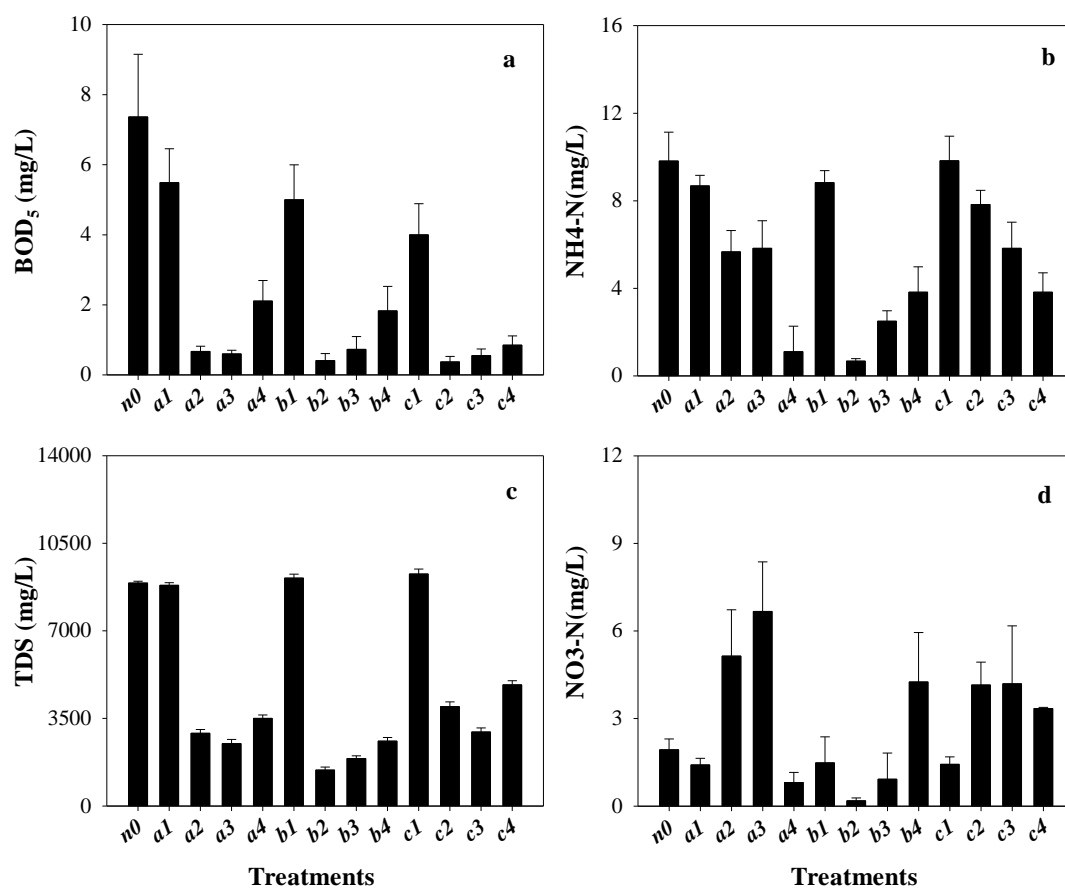 10
8
6
4
2
0
BOD5 (mg/L)
a
n0 a1 a2 a3 a4 b1 b2 b3 b4 c1 c2 c3 c4
16
12
8
4
0
NH4-N(mg/L)
b
n0 a1 a2 a3 a4 b1 b2 b3 b4 c1 c2 c3 c4
14000
10500
7000
3500
0
TDS (mg/L)
c
n0 a1 a2 a3 a4 b1 b2 b3 b4 c1 c2 c3 c4
Treatments
12
9
6
3
0
NO3-N(mg/L)
d
n0 a1 a2 a3 a4 b1 b2 b3 b4 c1 c2 c3 c4
Treatments